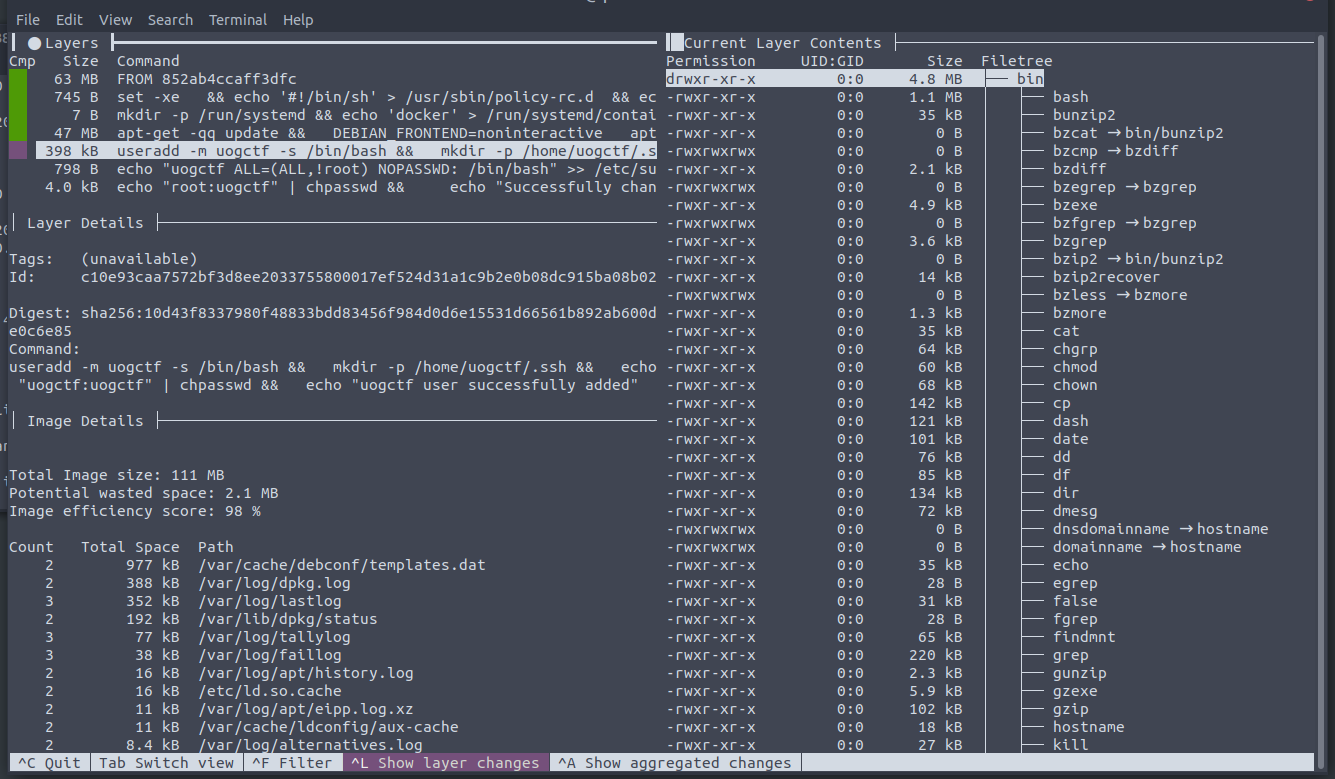 File Edit View Search Terminal Help
Layers
Cmp Size Command
63 MB FROM 852ab4ccaff3dfc
745 B set -xe && echo '#!/bin/sh' > /usr/sbin/policy-rc.d && ec
7 B mkdir -p /run/systemd && echo 'docker' > /run/systemd/contai
47 MB apt-get -qq update && DEBIAN_FRONTEND=noninteractive apt
398 kB useradd -m uogctf -s /bin/bash && mkdir -p /home/uogctf/.s
798 B echo "uogctf ALL=(ALL,!root) NOPASSWD: /bin/bash" >> /etc/su
4.0 kB echo "root:uogctf" | chpasswd && echo "Successfully chan
Layer Details
Tags: (unavailable)
Id: c10e93caa7572bf3d8ee2033755800017ef524d31a1c9b2e0b08dc915ba08b02
Digest: sha256:10d43f8337980f48833bdd83456f984d0d6e15531d66561b892ab600d
e0c6e85
Command:
useradd -m uogctf -s /bin/bash && mkdir -p /home/uogctf/.ssh && echo
"uogctf:uogctf" | chpasswd && echo "uogctf user successfully added"
Image Details
Total Image size: 111 MB
Potential wasted space: 2.1 MB
Image efficiency score: 98 %
Count Total Space Path
2 977 kB /var/cache/debconf/templates.dat
2 388 kB /var/log/dpkg.log
3 352 kB /var/log/lastlog
2 192 kB /var/lib/dpkg/status
3 77 kB /var/log/tallylog
3 38 kB /var/log/faillog
2 16 kB /var/log/apt/history.log
2 16 kB /etc/ld.so.cache
2 11 kB /var/log/apt/eipp.log.xz
2 11 kB /var/cache/ldconfig/aux-cache
2 8.4 kB /var/log/alternatives.log
Current Layer Contents
Permission UID:GID Size Filetree
drwxr-xr-x 0:0 4.8 MB bin
-rwxr-xr-x 0:0 1.1 MB bash
-rwxr-xr-x 0:0 35 kB bunzip2
-rwxr-xr-x 0:0 0 B bzcat → bin/bunzip2
-rwxrwxrwx 0:0 0 B bzcmp → bzdiff
-rwxr-xr-x 0:0 2.1 kB bzdiff
-rwxrwxrwx 0:0 0 B bzegrep → bzgrep
-rwxr-xr-x 0:0 4.9 kB bzexe
-rwxrwxrwx 0:0 0 B bzfgrep → bzgrep
-rwxr-xr-x 0:0 3.6 kB bzgrep
-rwxr-xr-x 0:0 0 B bzip2 → bin/bunzip2
-rwxr-xr-x 0:0 14 kB bzip2recover
-rwxrwxrwx 0:0 0 B bzless → bzmore
-rwxr-xr-x 0:0 1.3 kB bzmore
-rwxr-xr-x 0:0 35 kB cat
-rwxr-xr-x 0:0 64 kB chgrp
-rwxr-xr-x 0:0 60 kB chmod
-rwxr-xr-x 0:0 68 kB chown
-rwxr-xr-x 0:0 142 kB cp
-rwxr-xr-x 0:0 121 kB dash
-rwxr-xr-x 0:0 101 kB date
-rwxr-xr-x 0:0 76 kB dd
-rwxr-xr-x 0:0 85 kB df
-rwxr-xr-x 0:0 134 kB dir
-rwxr-xr-x 0:0 72 kB dmesg
-rwxrwxrwx 0:0 0 B dnsdomainname → hostname
-rwxrwxrwx 0:0 0 B domainname → hostname
-rwxr-xr-x 0:0 35 kB echo
-rwxr-xr-x 0:0 28 B egrep
-rwxr-xr-x 0:0 31 kB false
-rwxr-xr-x 0:0 28 B fgrep
-rwxr-xr-x 0:0 65 kB findmnt
-rwxr-xr-x 0:0 220 kB grep
-rwxr-xr-x 0:0 2.3 kB gunzip
-rwxr-xr-x 0:0 5.9 kB gzexe
-rwxr-xr-x 0:0 102 kB gzip
-rwxr-xr-x 0:0 18 kB hostname
-rwxr-xr-x 0:0 27 kB kill
^C Quit Tab Switch view ^F Filter ^L Show layer changes ^A Show aggregated changes